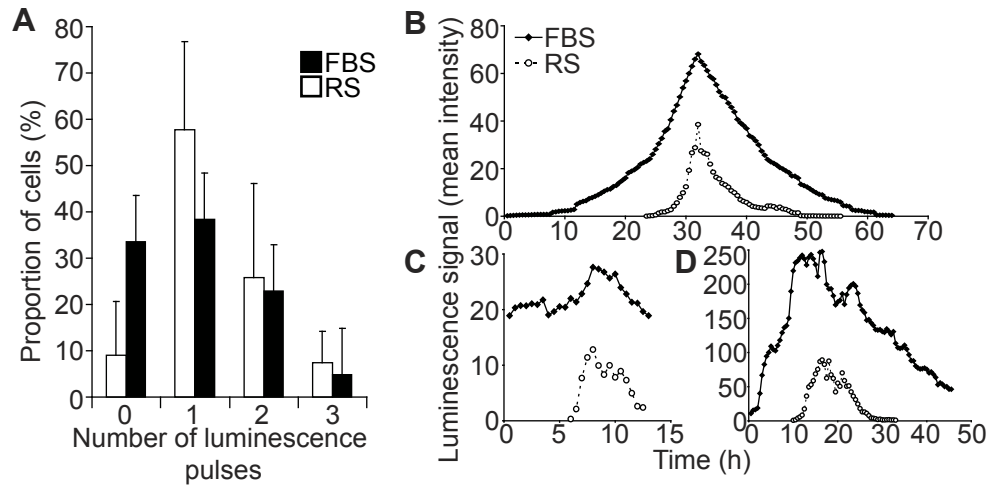 A
80
70
60
50
40
30
20
10
0
Proportion of cells (%)
FBS
RS
0 1 2 3
Number of luminescence
pulses
B
80
60
40
20
0
FBS
RS
0 10 20 30 40 50 60 70
Luminescence signal (mean intensity)
C
30
20
10
0
0 5 10 15
D
250
200
150
100
50
0
0 10 20 30 40 50
Time (h)